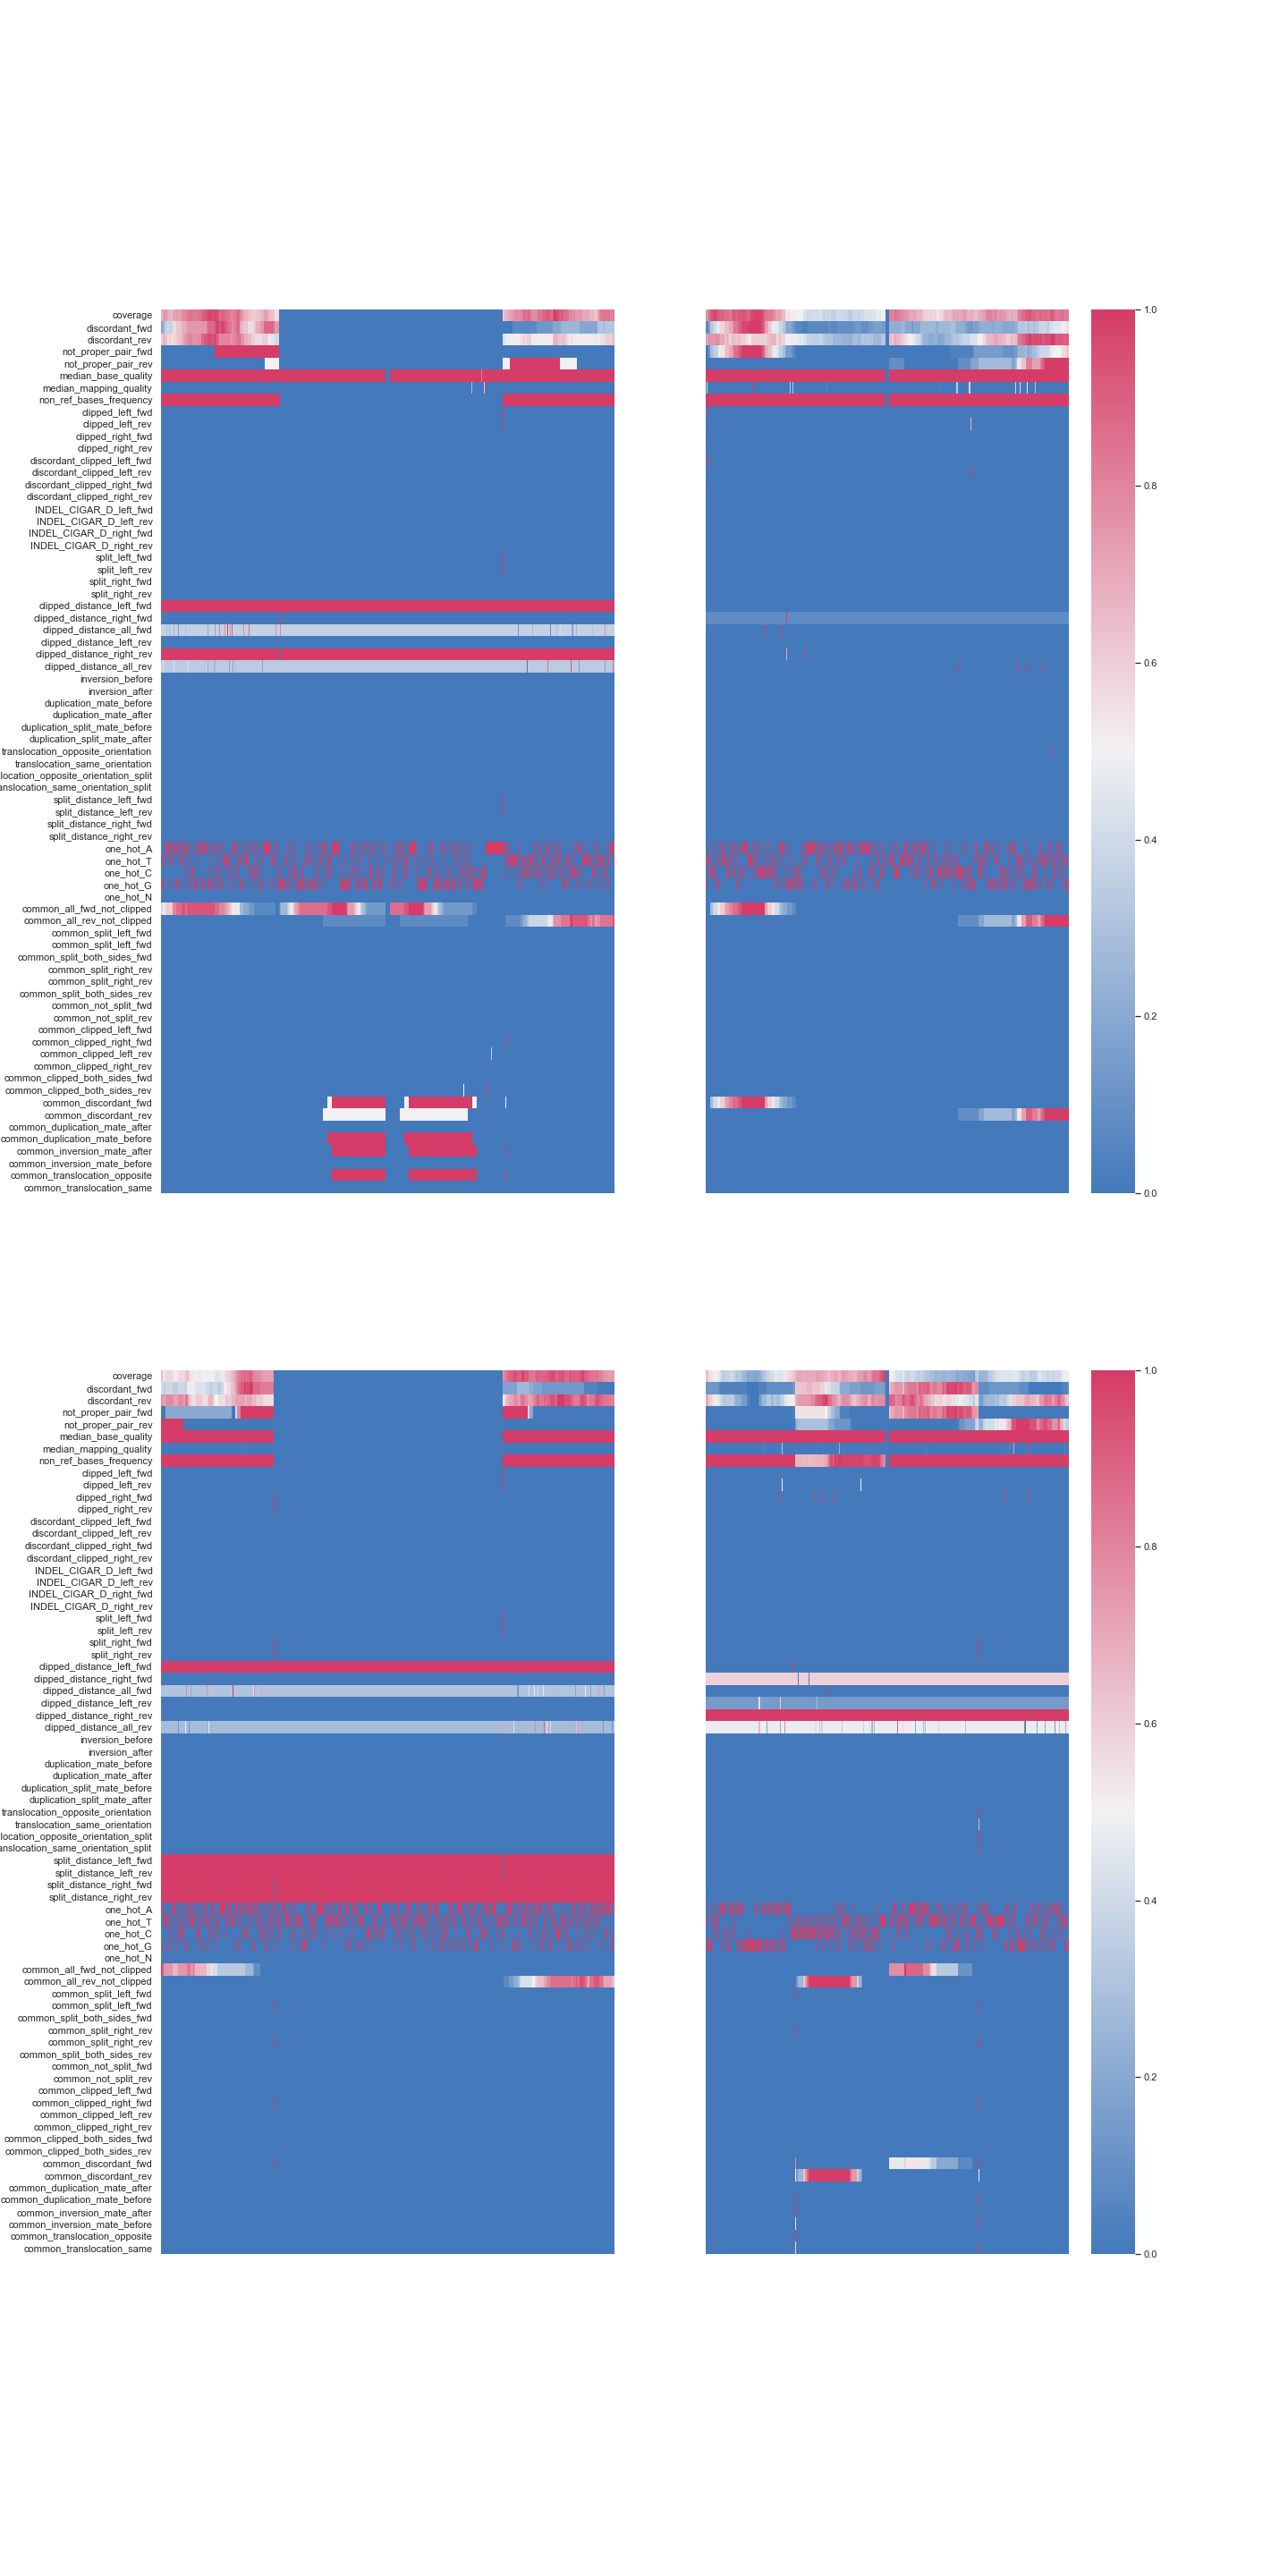 coverage
discordant_fwd
discordant_rev
not_proper_pair_fwd
not_proper_pair_rev
median_base_quality
median_mapping_quality
non_ref_bases_frequency
clipped_left_fwd
clipped_left_rev
clipped_right_fwd
clipped_right_rev
discordant_clipped_left_fwd
discordant_clipped_left_rev
discordant_clipped_right_fwd
discordant_clipped_right_rev
INDEL_CIGAR_D_left_fwd
INDEL_CIGAR_D_left_rev
INDEL_CIGAR_D_right_fwd
INDEL_CIGAR_D_right_rev
split_left_fwd
split_left_rev
split_right_fwd
split_right_rev
clipped_distance_left_fwd
clipped_distance_right_fwd
clipped_distance_all_fwd
clipped_distance_left_rev
clipped_distance_right_rev
clipped_distance_all_rev
inversion_before
inversion_after
duplication_mate_before
duplication_mate_after
duplication_split_mate_before
duplication_split_mate_after
translocation_opposite_orientation
translocation_same_orientation
location_opposite_orientation_split
anslocation_same_orientation_split
split_distance_left_fwd
split_distance_left_rev
split_distance_right_fwd
split_distance_right_rev
one_hot_A
one_hot_T
one_hot_C
one_hot_G
one_hot_N
common_all_fwd_not_clipped
common_all_rev_not_clipped
common_split_left_fwd
common_split_left_fwd
common_split_both_sides_fwd
common_split_right_rev
common_split_right_rev
common_split_both_sides_rev
common_not_split_fwd
common_not_split_rev
common_clipped_left_fwd
common_clipped_right_fwd
common_clipped_left_rev
common_clipped_right_rev
common_clipped_both_sides_fwd
common_clipped_both_sides_rev
common_discordant_fwd
common_discordant_rev
common_duplication_mate_after
common_duplication_mate_before
common_inversion_mate_after
common_inversion_mate_before
common_translocation_opposite
common_translocation_same
1.0
0.8
0.6
0.4
0.2
0.0
coverage
discordant_fwd
discordant_rev
not_proper_pair_fwd
not_proper_pair_rev
median_base_quality
median_mapping_quality
non_ref_bases_frequency
clipped_left_fwd
clipped_left_rev
clipped_right_fwd
clipped_right_rev
discordant_clipped_left_fwd
discordant_clipped_left_rev
discordant_clipped_right_fwd
discordant_clipped_right_rev
INDEL_CIGAR_D_left_fwd
INDEL_CIGAR_D_left_rev
INDEL_CIGAR_D_right_fwd
INDEL_CIGAR_D_right_rev
split_left_fwd
split_left_rev
split_right_fwd
split_right_rev
clipped_distance_left_fwd
clipped_distance_right_fwd
clipped_distance_all_fwd
clipped_distance_left_rev
clipped_distance_right_rev
clipped_distance_all_rev
inversion_before
inversion_after
duplication_mate_before
duplication_mate_after
duplication_split_mate_before
duplication_split_mate_after
translocation_opposite_orientation
translocation_same_orientation
location_opposite_orientation_split
anslocation_same_orientation_split
split_distance_left_fwd
split_distance_left_rev
split_distance_right_fwd
split_distance_right_rev
one_hot_A
one_hot_T
one_hot_C
one_hot_G
one_hot_N
common_all_fwd_not_clipped
common_all_rev_not_clipped
common_split_left_fwd
common_split_left_fwd
common_split_both_sides_fwd
common_split_right_rev
common_split_right_rev
common_split_both_sides_rev
common_not_split_fwd
common_not_split_rev
common_clipped_left_fwd
common_clipped_right_fwd
common_clipped_left_rev
common_clipped_right_rev
common_clipped_both_sides_fwd
common_clipped_both_sides_rev
common_discordant_fwd
common_discordant_rev
common_duplication_mate_after
common_duplication_mate_before
common_inversion_mate_after
common_inversion_mate_before
common_translocation_opposite
common_translocation_same
1.0
0.8
0.6
0.4
0.2
0.0